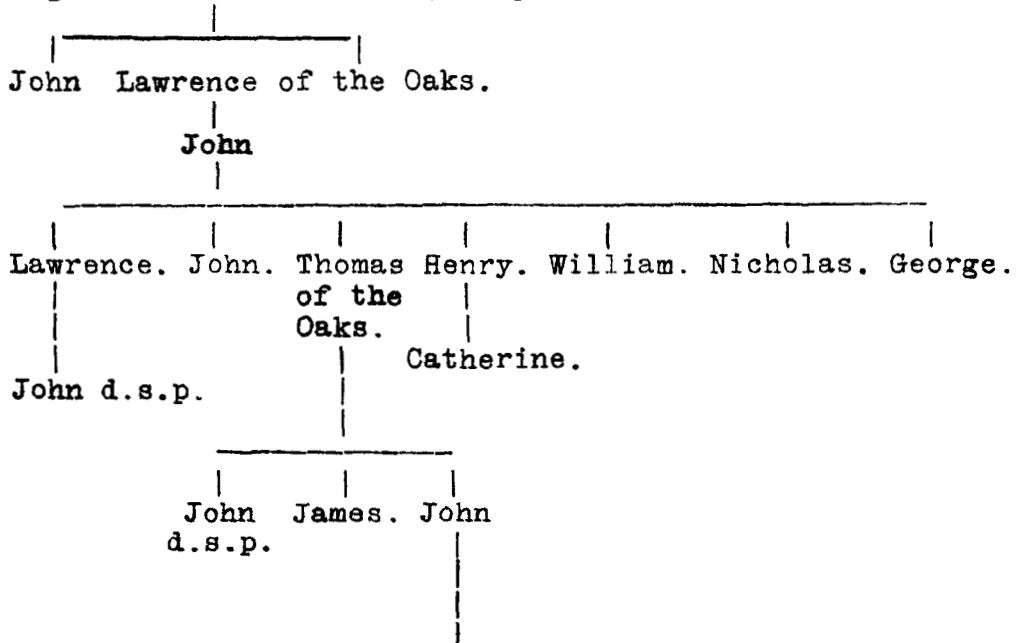 John Lawrence of the Oaks.
John
Lawrence. John. Thomas Henry. William. Nicholas. George.
of the
Oaks.
Catherine.
John d.s.p.
John James. John
d.s.p.